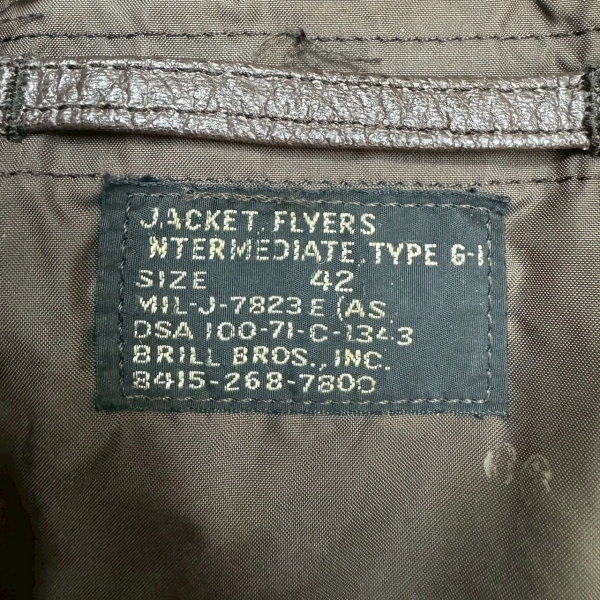 JACKET, FLYERS
NTERMEDIATE, TYPE G-1
SIZE 42
MIL-J-7823E (AS
DSA 100-71-C-1343
BRILL BROS., INC.
8415-268-7800